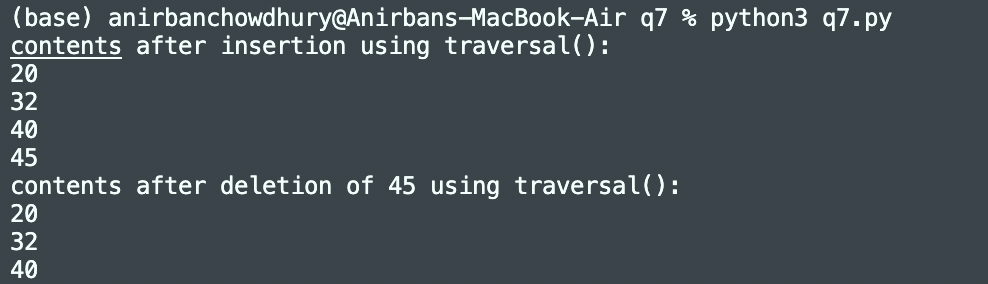 (base) anirbanchowdhury@Anirbans-MacBook-Air q7 % python3 q7.py
contents after insertion using traversal():
20
32
40
45
contents after deletion of 45 using traversal():
20
32
40